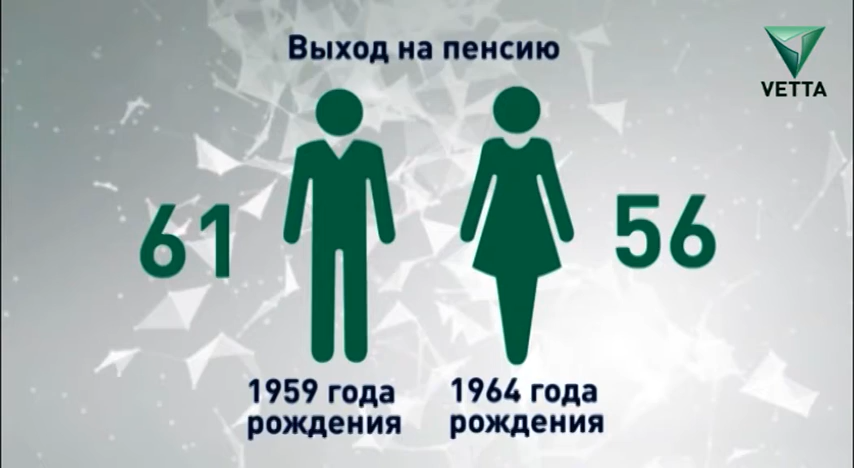 Выход на пенсию
VETTA
61
56
1959 года
рождения
1964 года
рождения